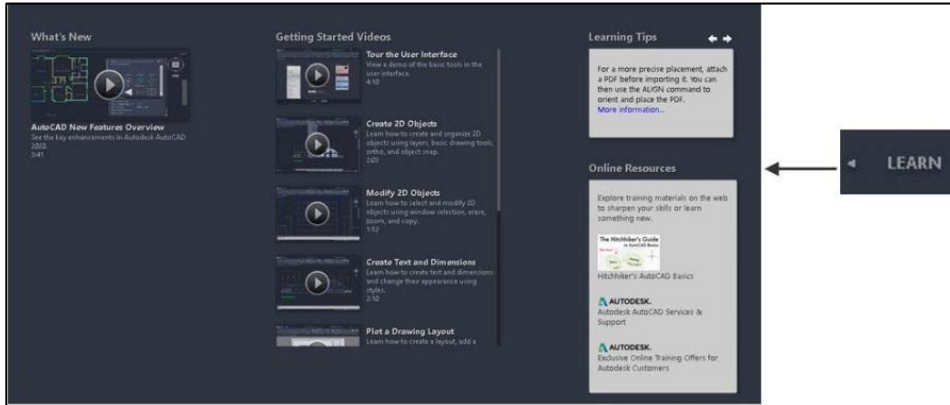 What's New
AutoCAD New Features Overview
See the key enhancements in Autodesk AutoCAD
2020.
3:41
Getting Started Videos
Tour the User Interface
View a demo of the basic tools in the
user interface.
4:10
Create 2D Objects
Learn how to create and organize 2D
objects using layers, basic drawing tools,
ortho, and object snap.
2:00
Modify 2D Objects
Learn how to select and modify 2D
objects using window selection, erase,
zoom, and copy.
1:52
Create Text and Dimensions
Learn how to create text and dimensions
and change their appearance using
styles.
2:10
Plot a Drawing Layout
Learn how to create a layout, add a
Learning Tips
For a more precise placement, attach
a PDF before importing it. You can
then use the ALIGN command to
orient and place the PDF.
More information...
Online Resources
Explore training materials on the web
to sharpen your skills or learn
something new.
The Hitchhiker's Guide
to AutoCAD Basics
Hitchhiker's AutoCAD Basics
AUTODESK.
Autodesk AutoCAD Services &
Support
AUTODESK.
Exclusive Online Training Offers for
Autodesk Customers
LEARN